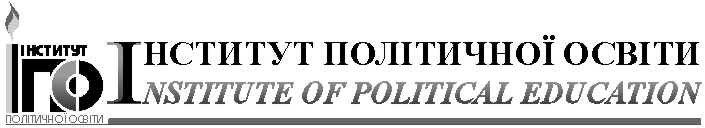 ІНСТИТУТ
ІПО
ПОЛІТИЧНОЇ ОСВІТИ
ІНСТИТУТ ПОЛІТИЧНОЇ ОСВІТИ
INSTITUTE OF POLITICAL EDUCATION